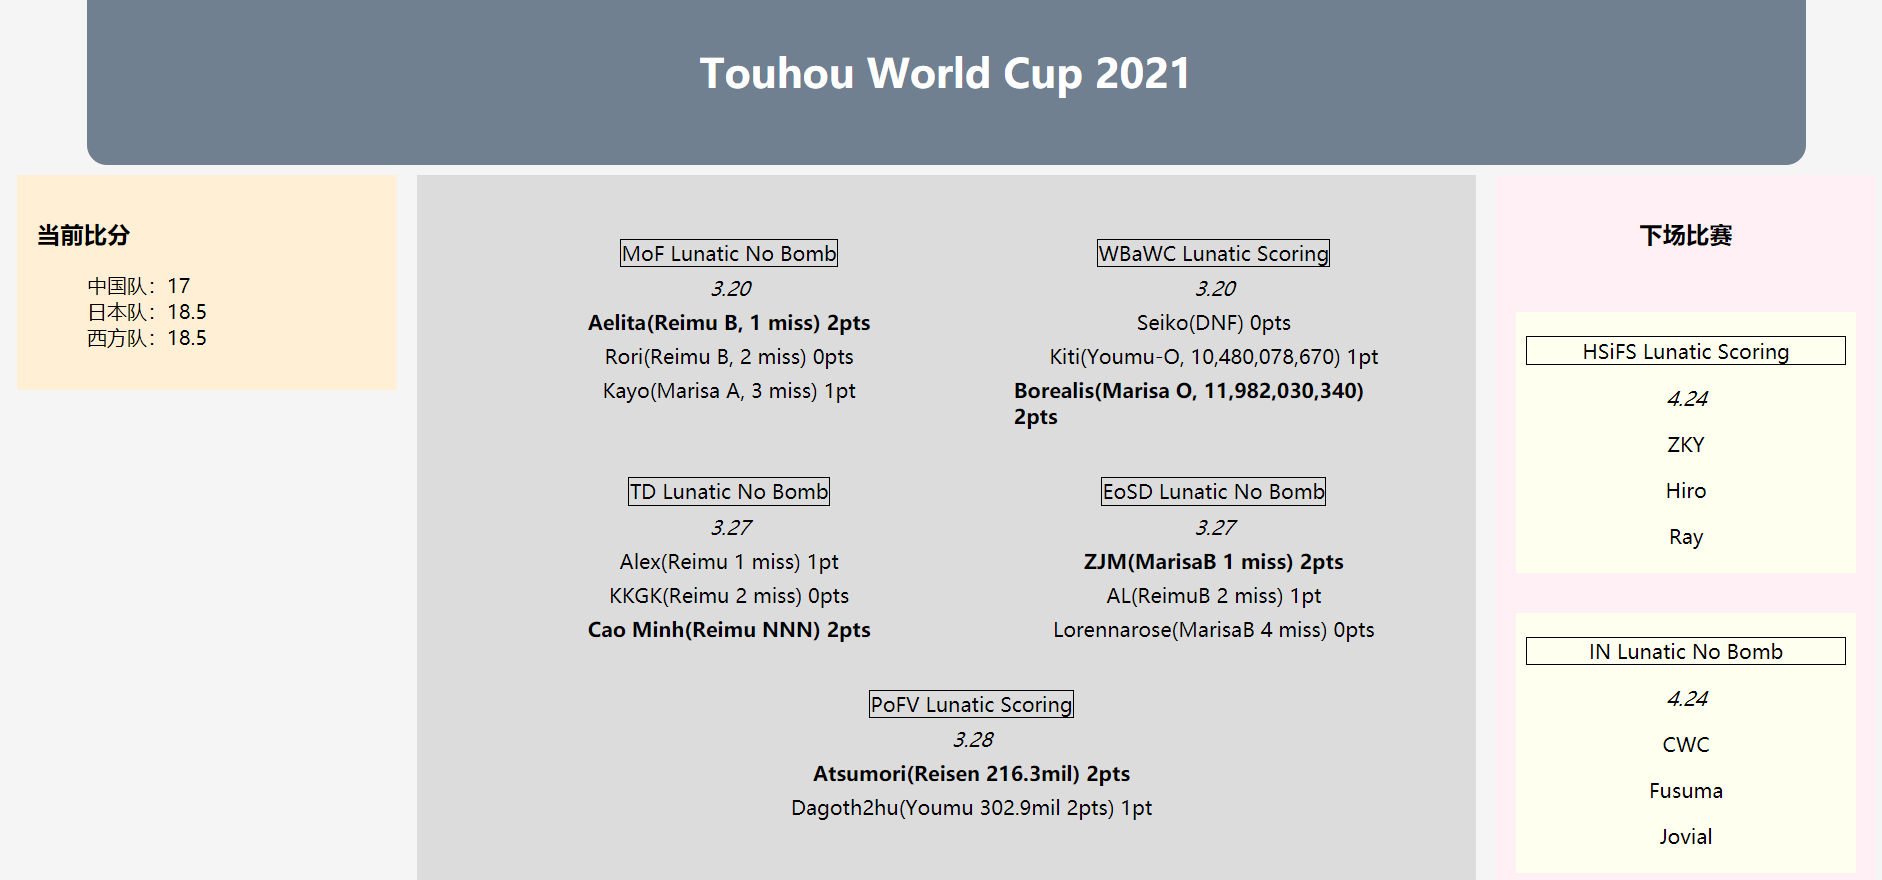 Touhou World Cup 2021
当前比分
中国队：17
日本队：18.5
西方队：18.5
MoF Lunatic No Bomb
3.20
Aelita(Reimu B, 1 miss) 2pts
Rori(Reimu B, 2 miss) 0pts
Kayo(Marisa A, 3 miss) 1pt
WBaWC Lunatic Scoring
3.20
Seiko(DNF) 0pts
Kiti(Youmu-O, 10,480,078,670) 1pt
Borealis(Marisa O, 11,982,030,340)
2pts
TD Lunatic No Bomb
3.27
Alex(Reimu 1 miss) 1pt
KKGK(Reimu 2 miss) 0pts
Cao Minh(Reimu NNN) 2pts
EoSD Lunatic No Bomb
3.27
ZJM(MarisaB 1 miss) 2pts
AL(ReimuB 2 miss) 1pt
Lorennarose(MarisaB 4 miss) 0pts
PoFV Lunatic Scoring
3.28
Atsumori(Reisen 216.3mil) 2pts
Dagoth2hu(Youmu 302.9mil 2pts) 1pt
下场比赛
HSiFS Lunatic Scoring
4.24
ZKY
Hiro
Ray
IN Lunatic No Bomb
4.24
CWC
Fusuma
Jovial